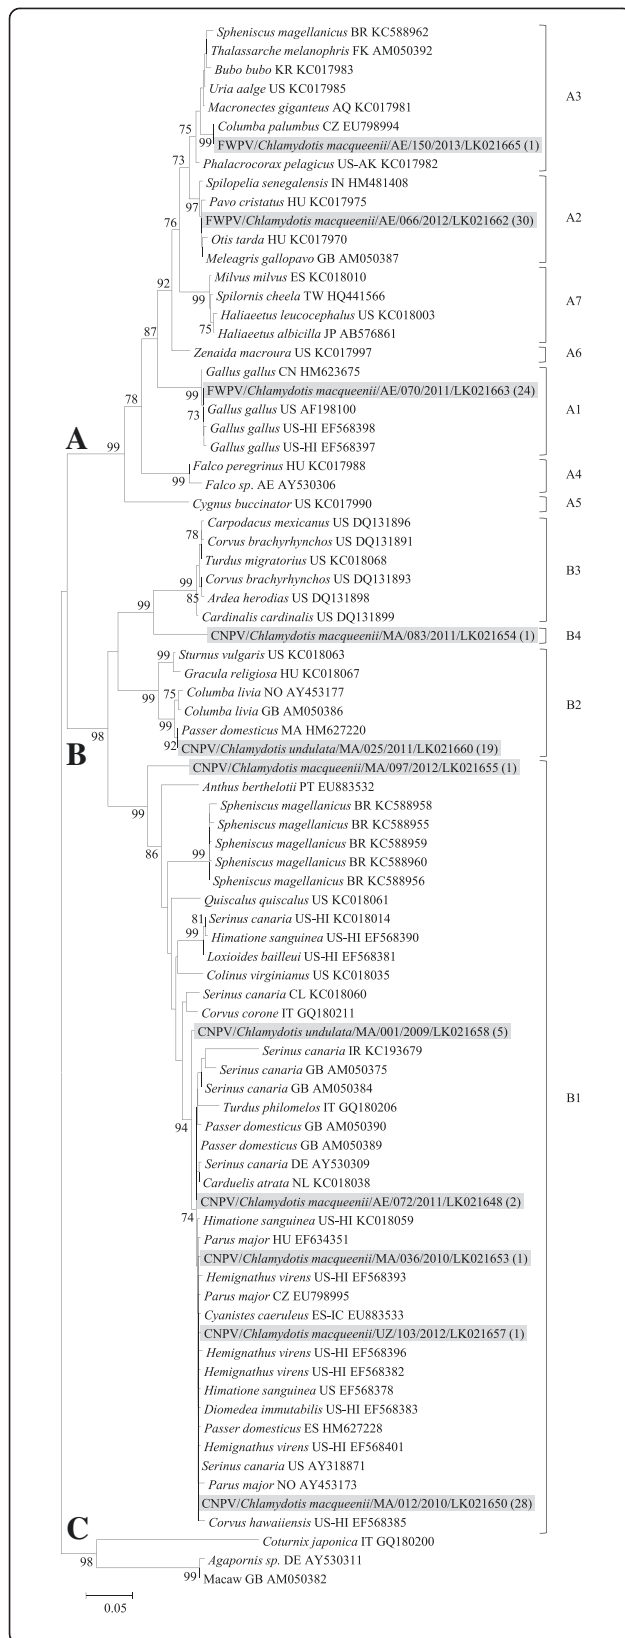 Spheniscus magellanicus BR KC588962
Thalassarche melanophris FK AM050392
Bubo bubo KR KC017983
Uria aalge US KC017985
A3
Macronectes giganteus AQ KC017981
75
Columba palumbus CZ EU798994
99
FWPV/Chlamydotis macqueenii/AE/150/2013/LK021665 (1)
73
Phalacrocorax pelagicus US-AK KC017982
Spilopelia senegalensis IN HM481408
97
Pavo cristatus HU KC017975
76
FWPV/Chlamydotis macqueenii/AE/066/2012/LK021662 (30)
A2
Otis tarda HU KC017970
Meleagris gallopavo GB AM050387
92
Milvus milvus ES KC018010
99
Spilornis cheela TW HQ441566
A7
Haliaeetus leucocephalus US KC018003
87
75
Haliaeetus albicilla JP AB576861
Zenaida macroura US KC017997
A6
Gallus gallus CN HM623675
78
99
FWPV/Chlamydotis macqueenii/AE/070/2011/LK021663 (24)
73
Gallus gallus US AF198100
A1
Gallus gallus US-HI EF568398
A
99
Gallus gallus US-HI EF568397
Falco peregrinus HU KC017988
99
Falco sp. AE AY530306
A4
Cygnus buccinator US KC017990
A5
Carpodacus mexicanus US DQ131896
78
Corvus brachyrhynchos US DQ131891
Turdus migratorius US KC018068
B3
99
Corvus brachyrhynchos US DQ131893
85
Ardea herodias US DQ131898
99
Cardinalis cardinalis US DQ131899
CNPV/Chlamydotis macqueenii/MA/083/2011/LK021654 (1)
B4
99
Sturnus vulgaris US KC018063
Gracula religiosa HU KC018067
99
75
Columba livia NO AY453177
B2
Columba livia GB AM050386
99
Passer domesticus MA HM627220
98
B
92
CNPV/Chlamydotis undulata/MA/025/2011/LK021660 (19)
CNPV/Chlamydotis macqueenii/MA/097/2012/LK021655 (1)
Anthus berthelotii PT EU883532
99
Spheniscus magellanicus BR KC588958
Spheniscus magellanicus BR KC588955
86
Spheniscus magellanicus BR KC588959
99
Spheniscus magellanicus BR KC588960
Spheniscus magellanicus BR KC588956
Quiscalus quiscalus US KC018061
81
Serinus canaria US-HI KC018014
99
Himatione sanguinea US-HI EF568390
Loxioides bailleui US-HI EF568381
Colinus virginianus US KC018035
Serinus canaria CL KC018060
Corvus corone IT GQ180211
CNPV/Chlamydotis undulata/MA/001/2009/LK021658 (5)
Serinus canaria IR KC193679
Serinus canaria GB AM050375
Serinus canaria GB AM050384
B1
Turdus philomelos IT GQ180206
94
Passer domesticus GB AM050390
Passer domesticus GB AM050389
Serinus canaria DE AY530309
Carduelis atrata NL KC018038
CNPV/Chlamydotis macqueenii/AE/072/2011/LK021648 (2)
74
Himatione sanguinea US-HI KC018059
Parus major HU EF634351
CNPV/Chlamydotis macqueenii/MA/036/2010/LK021653 (1)
Hemignathus virens US-HI EF568393
Parus major CZ EU798995
Cyanistes caeruleus ES-IC EU883533
CNPV/Chlamydotis macqueenii/UZ/103/2012/LK021657 (1)
Hemignathus virens US-HI EF568396
Hemignathus virens US-HI EF568382
Himatione sanguinea US EF568378
Diomedea immutabilis US-HI EF568383
Passer domesticus ES HM627228
Hemignathus virens US-HI EF568401
Serinus canaria US AY318871
Parus major NO AY453173
CNPV/Chlamydotis macqueenii/MA/012/2010/LK021650 (28)
C
Corvus hawaiiensis US-HI EF568385
Coturnix japonica IT GQ180200
98
Agapornis sp. DE AY530311
99
Macaw GB AM050382
0.05